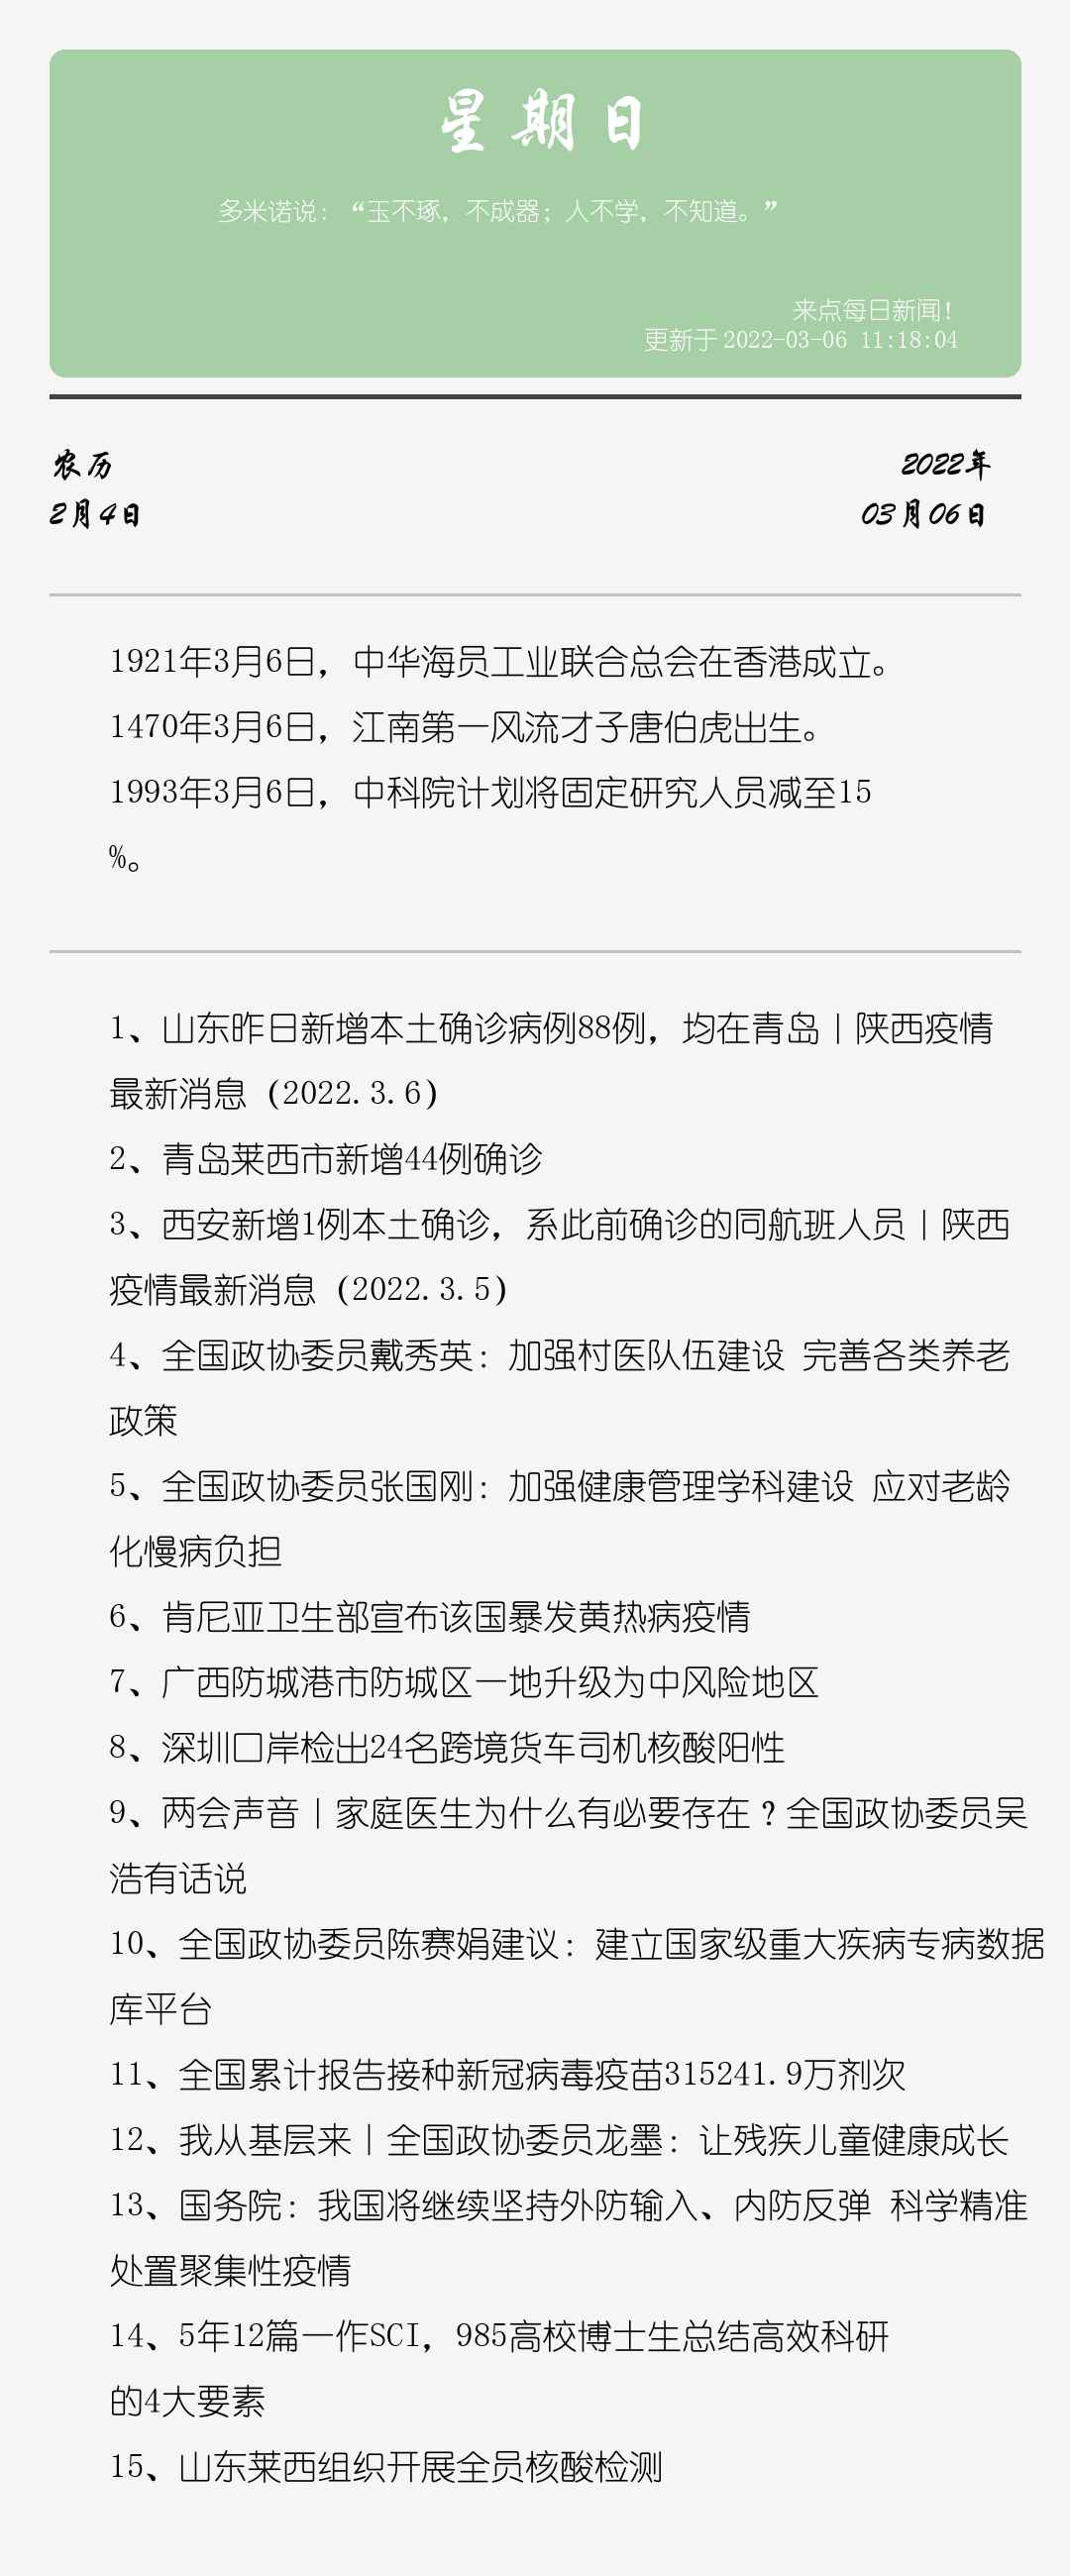 星期日
多米诺说：“玉不琢，不成器；人不学，不知道。”
来点每日新闻！
更新于2022-03-06 11:18:04
农历
2月4日
2022年
03月06日
1921年3月6日，中华海员工业联合总会在香港成立。
1470年3月6日，江南第一风流才子唐伯虎出生。
1993年3月6日，中科院计划将固定研究人员减至15
%。
1、山东昨日新增本土确诊病例88例，均在青岛丨陕西疫情
最新消息（2022.3.6）
2、青岛莱西市新增44例确诊
3、西安新增1例本土确诊，系此前确诊的同航班人员丨陕西
疫情最新消息（2022.3.5）
4、全国政协委员戴秀英：加强村医队伍建设 完善各类养老
政策
5、全国政协委员张国刚：加强健康管理学科建设 应对老龄
化慢病负担
6、肯尼亚卫生部宣布该国暴发黄热病疫情
7、广西防城港市防城区一地升级为中风险地区
8、深圳口岸检出24名跨境货车司机核酸阳性
9、两会声音丨家庭医生为什么有必要存在？全国政协委员吴
浩有话说
10、全国政协委员陈赛娟建议：建立国家级重大疾病专病数据
库平台
11、全国累计报告接种新冠病毒疫苗315241.9万剂次
12、我从基层来丨全国政协委员龙墨：让残疾儿童健康成长
13、国务院：我国将继续坚持外防输入、内防反弹 科学精准
处置聚集性疫情
14、5年12篇一作SCI，985高校博士生总结高效科研
的4大要素
15、山东莱西组织开展全员核酸检测